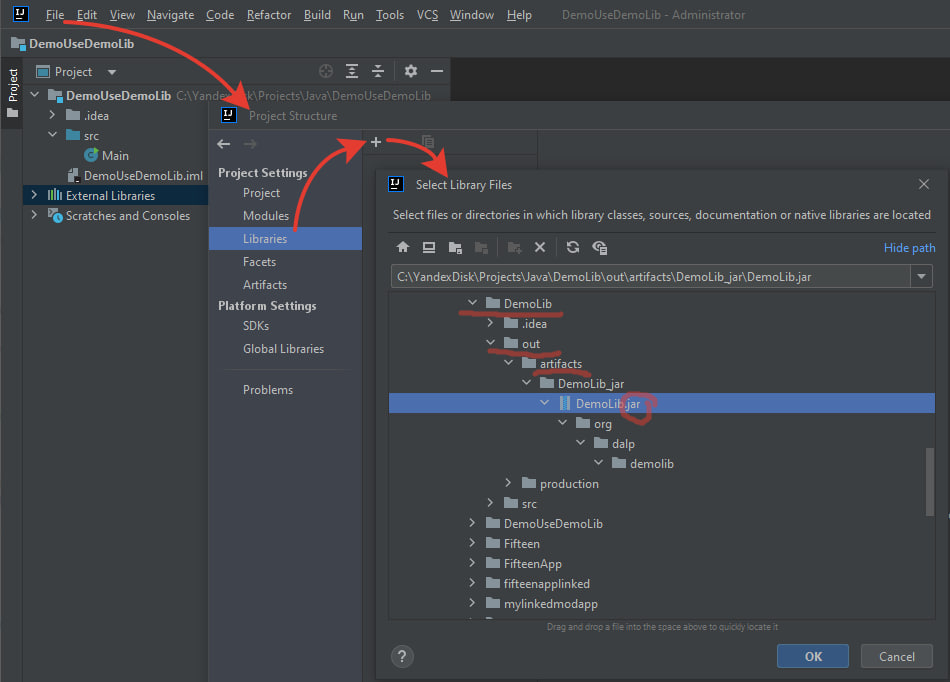 File Edit View Navigate Code Refactor Build Run Tools VCS Window Help DemoUseDemoLib - Administrator
DemoUseDemoLib
Project
Project
DemoUseDemoLib C:\YandexDisk\Projects\Java\DemoUseDemoLib
.idea
src
Main
DemoUseDemoLib.iml
External Libraries
Scratches and Consoles
Project Structure
Project Settings
Project
Modules
Libraries
Facets
Artifacts
Platform Settings
SDKs
Global Libraries
Problems
Select Library Files
Select files or directories in which library classes, sources, documentation or native libraries are located
Hide path
C:\YandexDisk\Projects\Java\DemoLib\out\artifacts\DemoLib_jar\DemoLib.jar
DemoLib
.idea
out
artifacts
DemoLib_jar
DemoLib.jar
org
dalp
demolib
production
src
DemoUseDemoLib
Fifteen
FifteenApp
fifteenapplinked
mylinkedmodapp
Drag and drop a file into the space above to quickly locate it
?
OK
Cancel